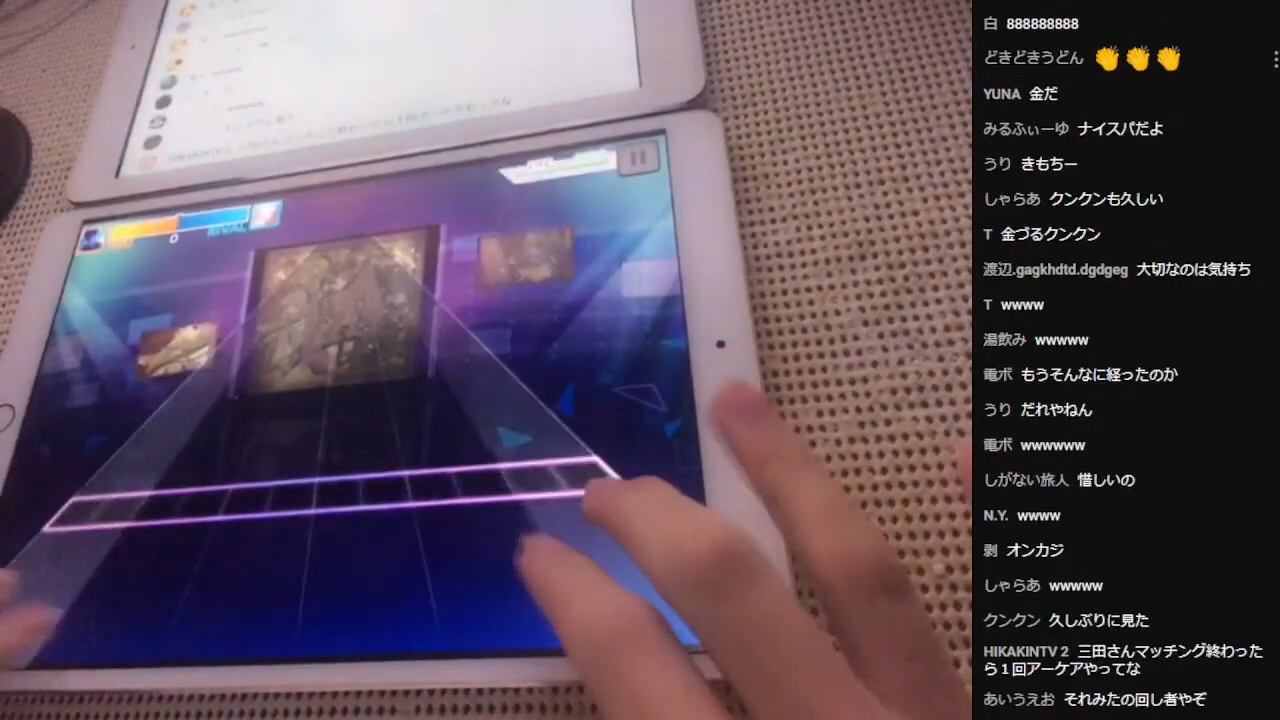 白 888888888
どきどきうどん 👏👏👏
YUNA 金だ
みるふぃーゆ ナイスパだよ
うり きもちー
しゃらあ クンクンも久しい
T 金づるクンクン
渡辺.gagkhdtd.dgdgeg 大切なのは気持ち
T wwww
湯飲み wwwww
電ボ もうそんなに経ったのか
うり だれやねん
電ボ wwwwww
しがない旅人 惜しいの
N.Y. wwww
剥 オンカジ
しゃらあ wwwww
クンクン 久しぶりに見た
HIKAKINTV 2 三田さんマッチング終わった
ら１回アーケアやってな
あいうえお それみたの回し者やぞ
0